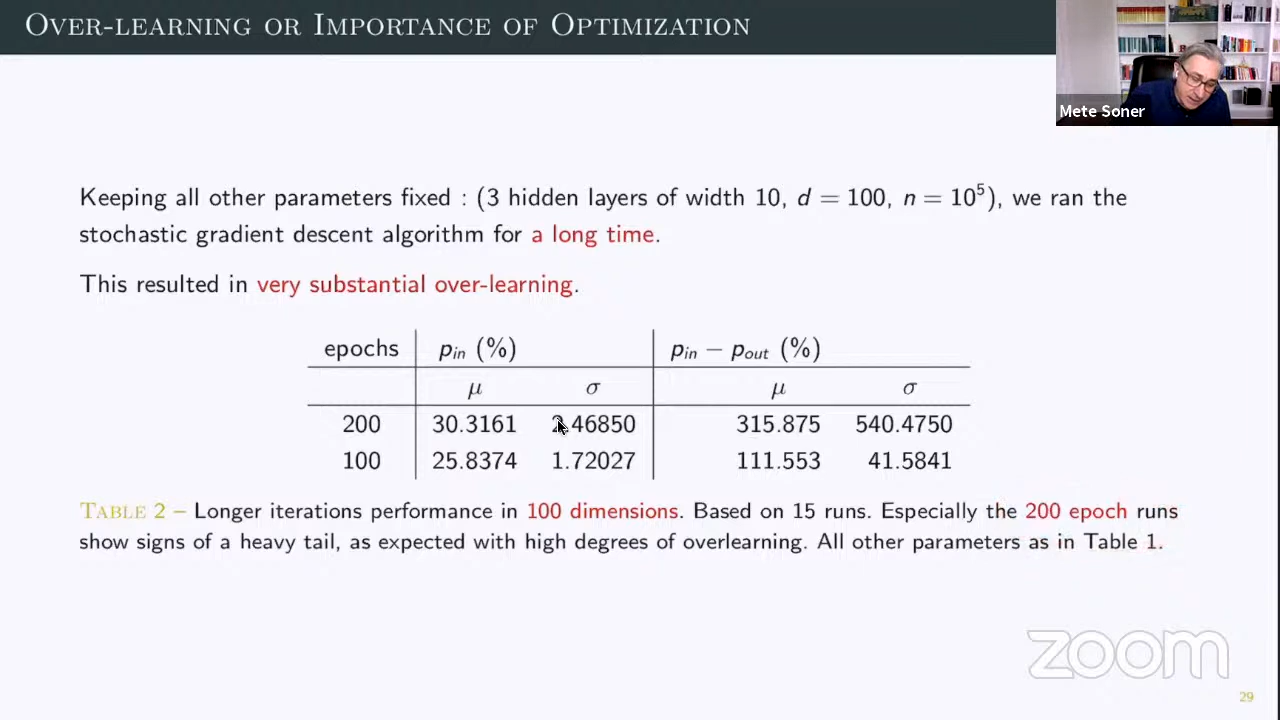 OVER-LEARNING OR IMPORTANCE OF OPTIMIZATION
Mete Soner
Keeping all other parameters fixed : (3 hidden layers of width 10, d = 100, n = 10⁵), we ran the
stochastic gradient descent algorithm for a long time.
This resulted in very substantial over-learning.
epochs p_in (%) p_in − p_out (%)
μ σ μ σ
200 30.3161 .46850 315.875 540.4750
100 25.8374 1.72027 111.553 41.5841
TABLE 2 – Longer iterations performance in 100 dimensions. Based on 15 runs. Especially the 200 epoch runs
show signs of a heavy tail, as expected with high degrees of overlearning. All other parameters as in Table 1.
zoom
29